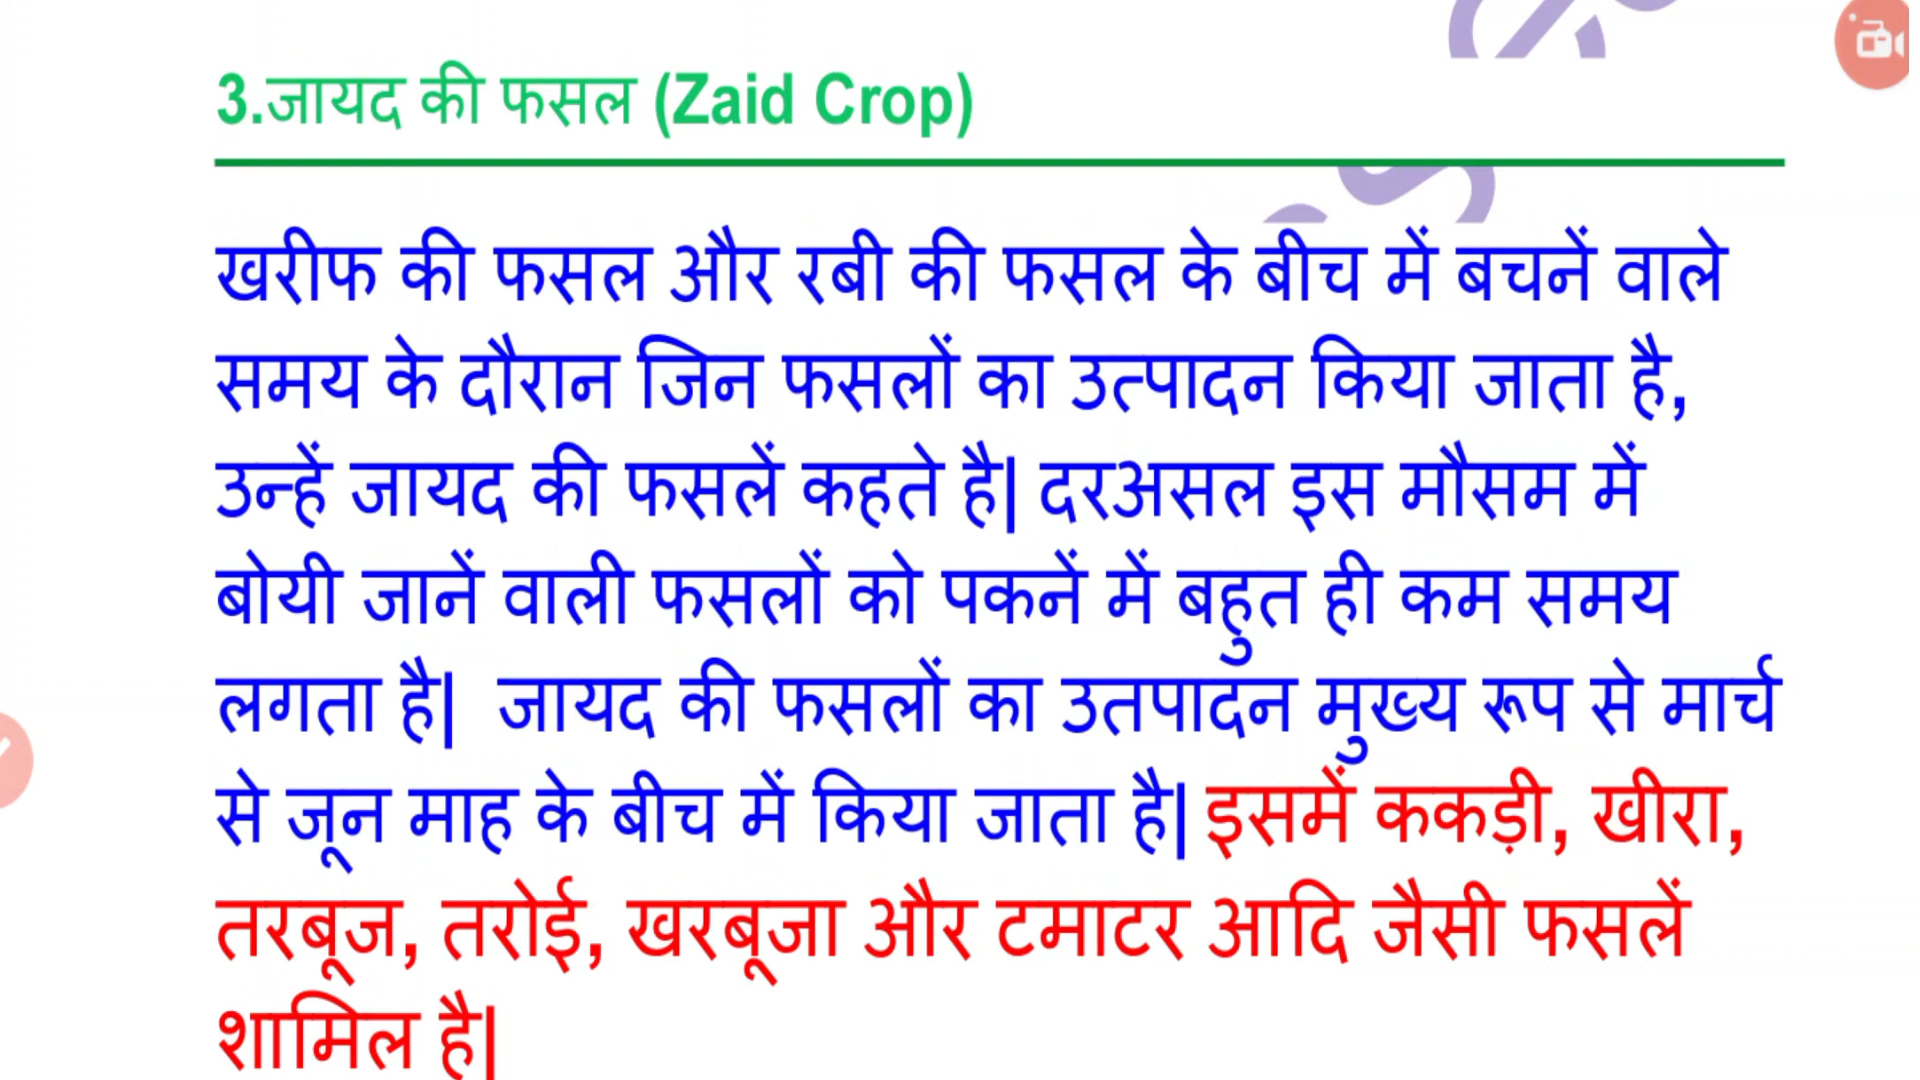 3.जायद की फसल (Zaid Crop)
खरीफ की फसल और रबी की फसल के बीच में बचनें वाले
समय के दौरान जिन फसलों का उत्पादन किया जाता है,
उन्हें जायद की फसलें कहते है| दरअसल इस मौसम में
बोयी जानें वाली फसलों को पकनें में बहुत ही कम समय
लगता है|  जायद की फसलों का उतपादन मुख्य रूप से मार्च
से जून माह के बीच में किया जाता है| इसमें ककड़ी, खीरा,
तरबूज, तरोई, खरबूजा और टमाटर आदि जैसी फसलें
शामिल है|